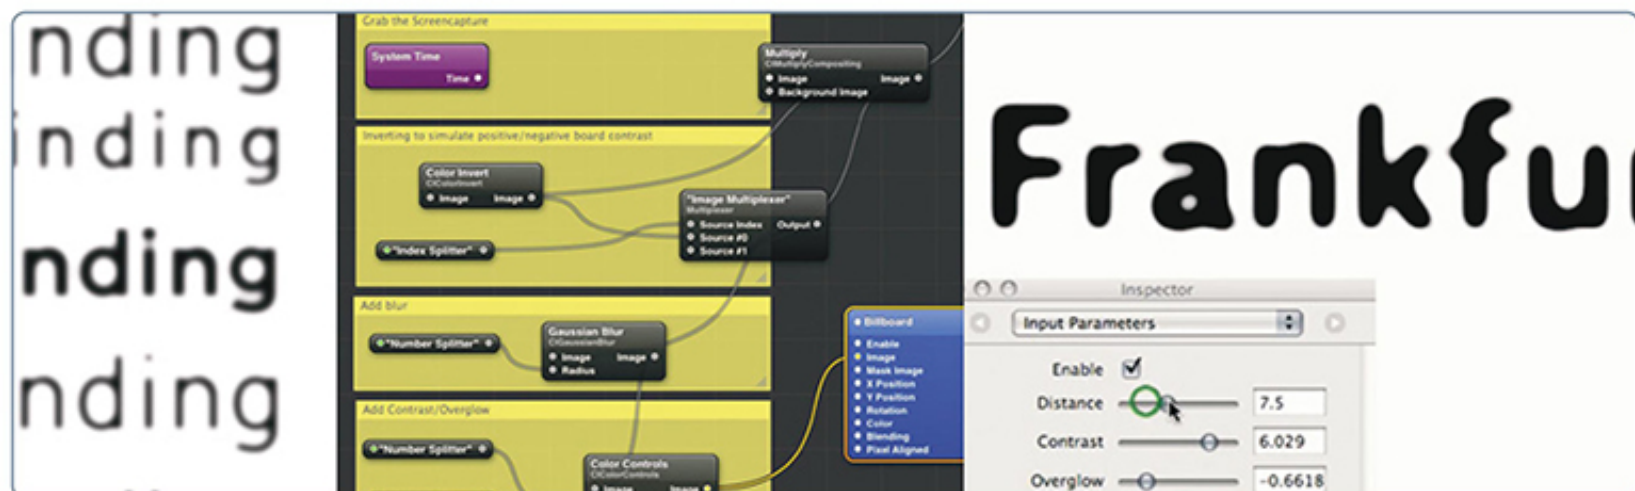 nding
inding
nding
nding
Grab the Screencapture
System Time
Time
Multiply
CIMultiplyCompositing
Image Image
Background Image
Inverting to simulate positive/negative board contrast
Color Invert
CIColorInvert
Image Image
"Index Splitter"
"Image Multiplexer"
Multiplexer
Source Index Output
Source #0
Source #1
Add blur
"Number Splitter"
Gaussian Blur
CIGaussianBlur
Image Image
Radius
Add Contrast/Overglow
"Number Splitter"
Color Controls
CIColorControls
Image Image
Billboard
Enable
Image
Mask Image
X Position
Y Position
Rotation
Color
Blending
Pixel Aligned
Frankfur
Inspector
Input Parameters
Enable
Distance 7.5
Contrast 6.029
Overglow -0.6618